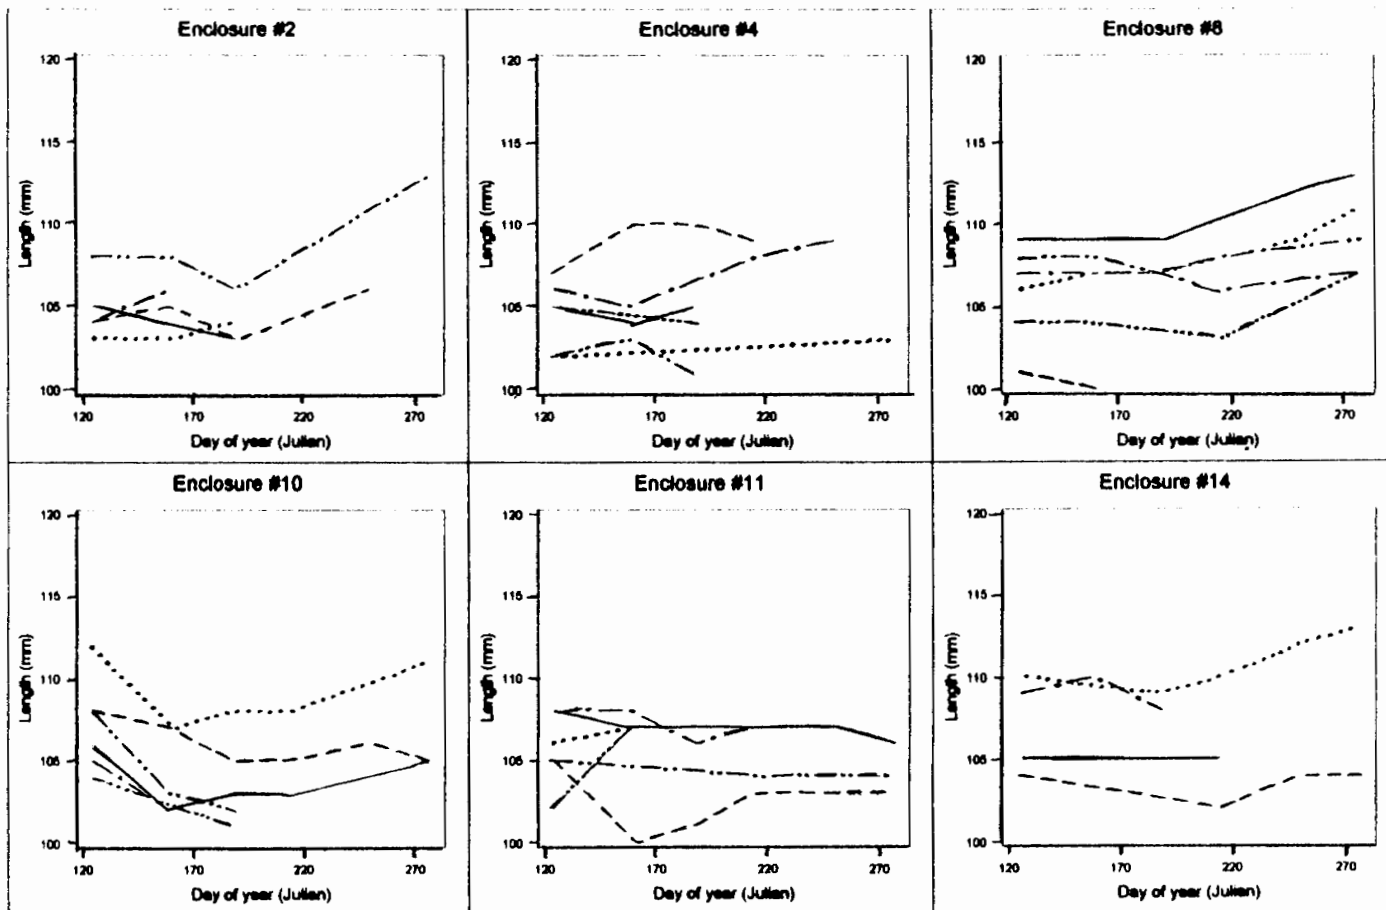 Enclosure #2
120
115
110
105
100
Length (mm)
120 170 220 270
Day of year (Julian)
Enclosure #4
120
115
110
105
100
Length (mm)
120 170 220 270
Day of year (Julian)
Enclosure #8
120
115
110
105
100
Length (mm)
120 170 220 270
Day of year (Julian)
Enclosure #10
120
115
110
105
100
Length (mm)
120 170 220 270
Day of year (Julian)
Enclosure #11
120
115
110
105
100
Length (mm)
120 170 220 270
Day of year (Julian)
Enclosure #14
120
115
110
105
100
Length (mm)
120 170 220 270
Day of year (Julian)